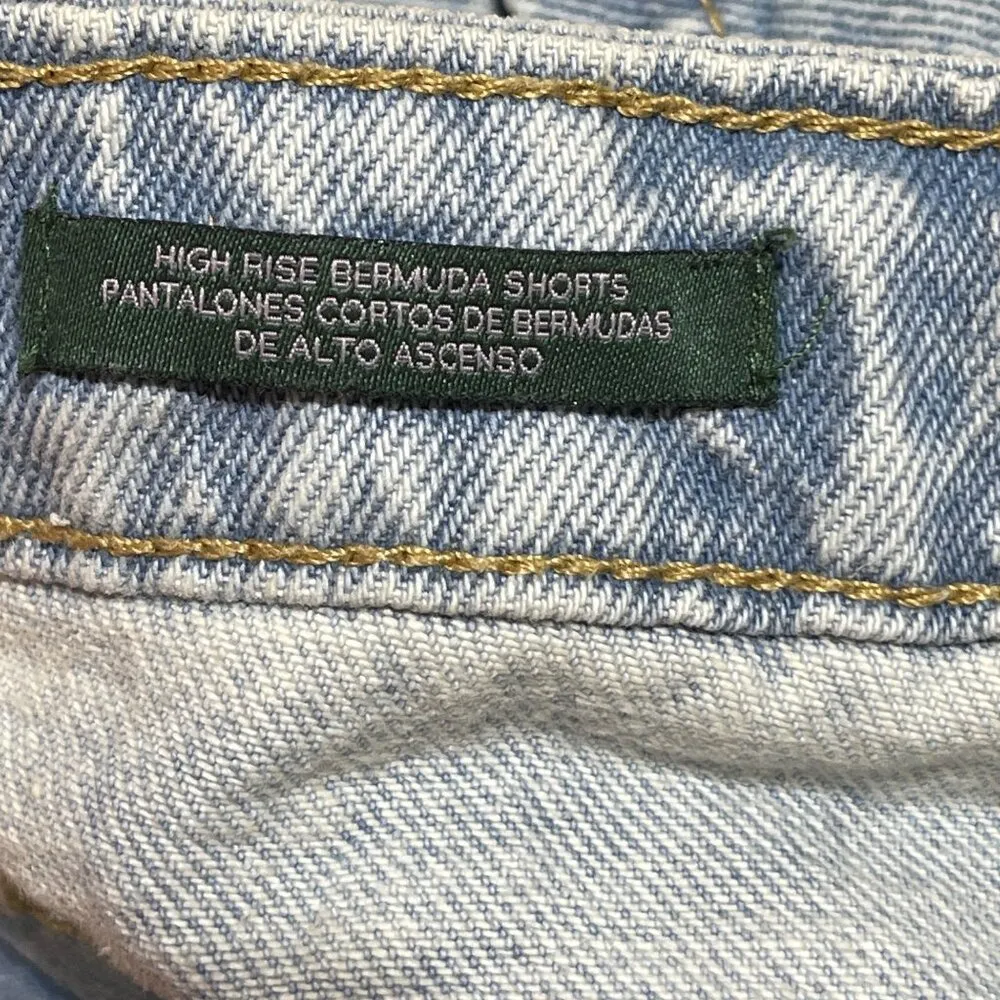 HIGH RISE BERMUDA SHORTS
PANTALONES CORTOS DE BERMUDAS
DE ALTO ASCENSO